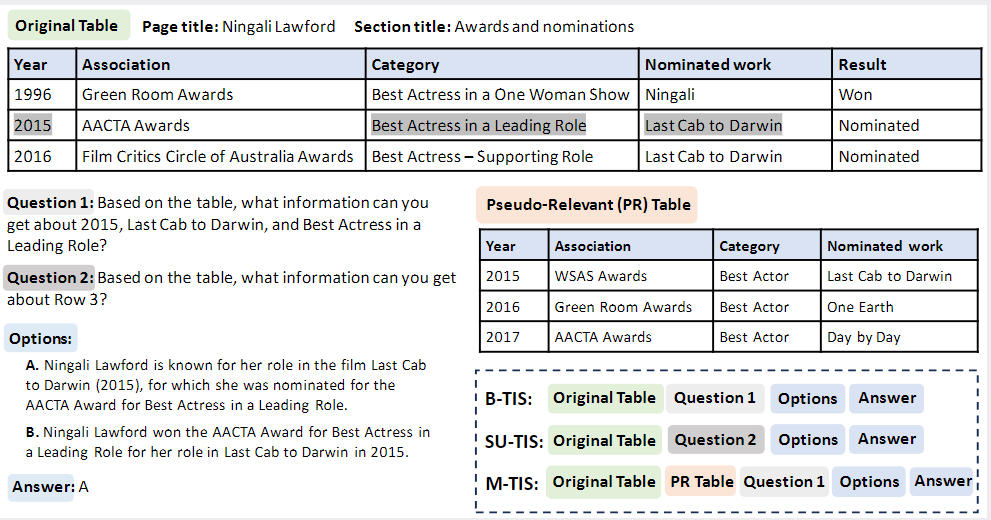 Original Table Page title: Ningali Lawford Section title: Awards and nominations
Year Association Category Nominated work Result
1996 Green Room Awards Best Actress in a One Woman Show Ningali Won
2015 AACTA Awards Best Actress in a Leading Role Last Cab to Darwin Nominated
2016 Film Critics Circle of Australia Awards Best Actress – Supporting Role Last Cab to Darwin Nominated
Question 1: Based on the table, what information can you
get about 2015, Last Cab to Darwin, and Best Actress in a
Leading Role?
Question 2: Based on the table, what information can you get
about Row 3?
Options:
A. Ningali Lawford is known for her role in the film Last Cab
to Darwin (2015), for which she was nominated for the
AACTA Award for Best Actress in a Leading Role.
B. Ningali Lawford won the AACTA Award for Best Actress in
a Leading Role for her role in Last Cab to Darwin in 2015.
Answer: A
Pseudo-Relevant (PR) Table
Year Association Category Nominated work
2015 WSAS Awards Best Actor Last Cab to Darwin
2016 Green Room Awards Best Actor One Earth
2017 AACTA Awards Best Actor Day by Day
B-TIS: Original Table Question 1 Options Answer
SU-TIS: Original Table Question 2 Options Answer
M-TIS: Original Table PR Table Question 1 Options Answer